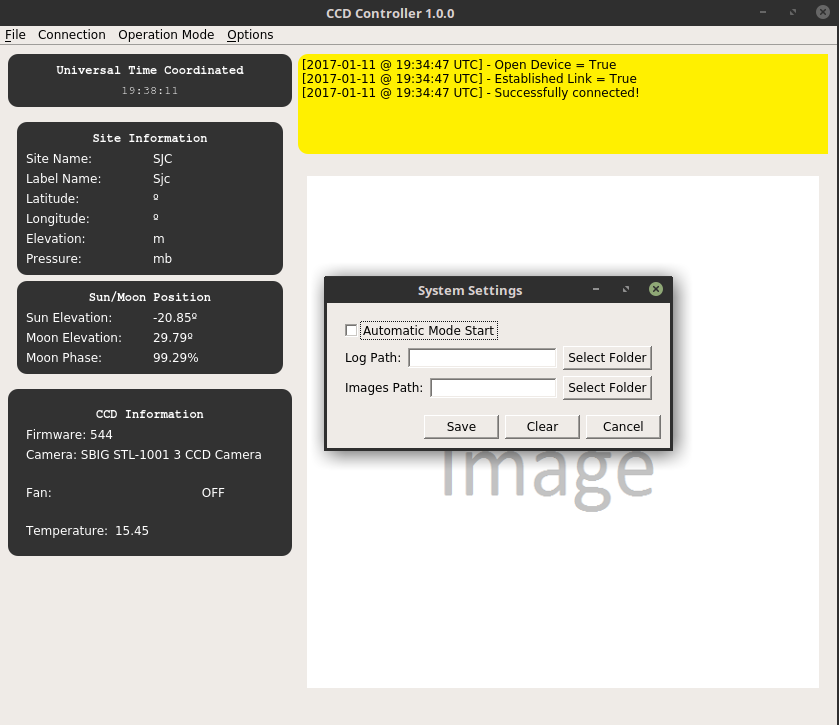 CCD Controller 1.0.0
File Connection Operation Mode Options
Universal Time Coordinated
19:38:11
[2017-01-11 @ 19:34:47 UTC] - Open Device = True
[2017-01-11 @ 19:34:47 UTC] - Established Link = True
[2017-01-11 @ 19:34:47 UTC] - Successfully connected!
Site Information
Site Name: SJC
Label Name: Sjc
Latitude: º
Longitude: º
Elevation: m
Pressure: mb
Sun/Moon Position
Sun Elevation: -20.85º
Moon Elevation: 29.79º
Moon Phase: 99.29%
CCD Information
Firmware: 544
Camera: SBIG STL-1001 3 CCD Camera
Fan: OFF
Temperature: 15.45
System Settings
Automatic Mode Start
Log Path: Select Folder
Images Path: Select Folder
Save Clear Cancel
Image